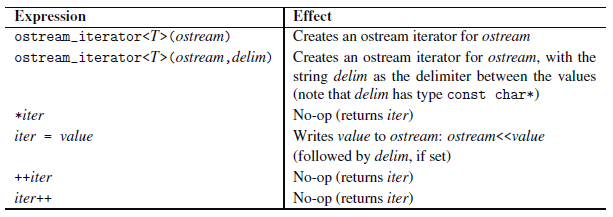 Expression Effect
ostream_iterator<T>(ostream) Creates an ostream iterator for ostream
ostream_iterator<T>(ostream,delim) Creates an ostream iterator for ostream, with the
string delim as the delimiter between the values
(note that delim has type const char*)
*iter No-op (returns iter)
iter = value Writes value to ostream: ostream<<value
(followed by delim, if set)
++iter No-op (returns iter)
iter++ No-op (returns iter)